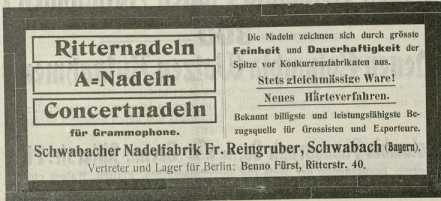 Ritternadeln
A=Nadeln
Concertnadeln
für Grammophone.
Die Nadeln zeichnen sich durch grösste
Feinheit und Dauerhaftigkeit der
Spitze vor Konkurrenzfabrikaten aus.
Stets gleichmässige Ware!
Neues Härteverfahren.
Bekannt billigste und leistungsfähigste Be-
zugsquelle für Grossisten und Exporteure.
Schwabacher Nadelfabrik Fr. Reingruber, Schwabach (Bayern).
Vertreter und Lager für Berlin: Benno Fürst, Ritterstr. 40.